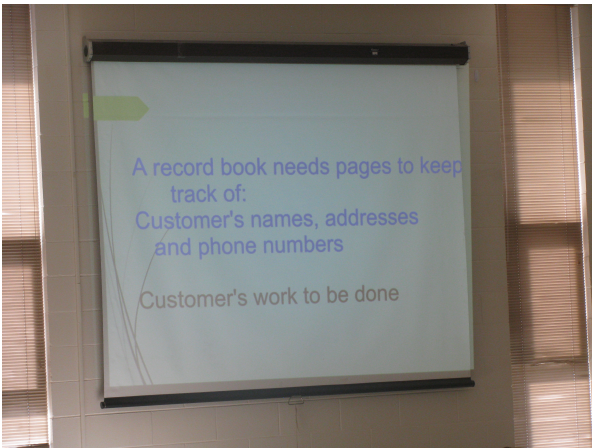 A record book needs pages to keep
track of:
Customer's names, addresses
and phone numbers
Customer's work to be done